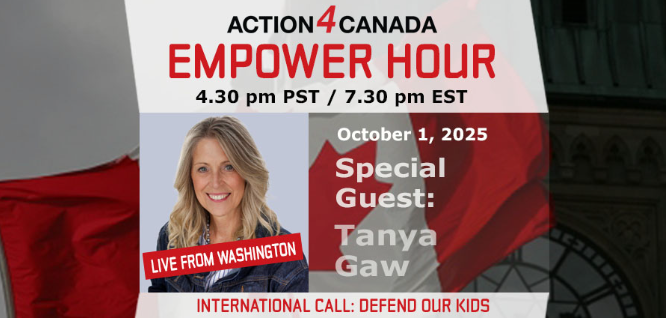 ACTION4CANADA
EMPOWER HOUR
4.30 pm PST / 7.30 pm EST
October 1, 2025
Special
Guest:
Tanya
Gaw
LIVE FROM WASHINGTON
INTERNATIONAL CALL: DEFEND OUR KIDS